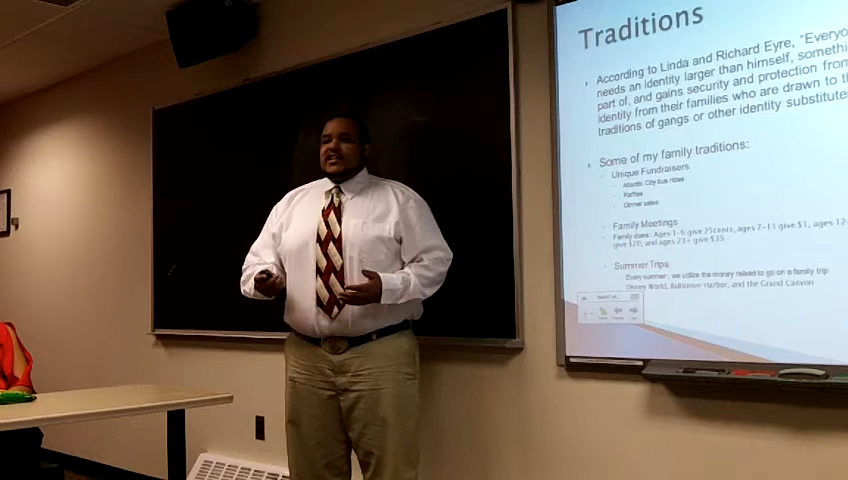 Traditions
According to Linda and Richard Eyre, "Everyo
needs an identity larger than himself, somethi
part of, and gains security and protection from
identity from their families who are drawn to th
traditions of gangs or other identity substitutes
Some of my family traditions:
Unique Fundraisers
Atlantic City bus rides
Raffles
Dinner sales
Family Meetings
Family dues: Ages 1-6 give 25cents, ages 7-11 give $1, ages 12-
give $20, and ages 23+ give $35.
Summer Trips
Every summer, we utilize the money raised to go on a family trip
Disney World, Baltimore Harbor, and the Grand Canyon